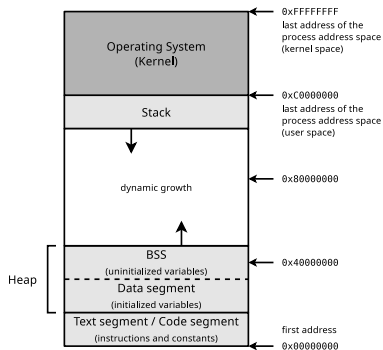 Operating System
(Kernel)
Stack
dynamic growth
BSS
(uninitialized variables)
Data segment
(initialized variables)
Text segment / Code segment
(instructions and constants)
Heap
0xFFFFFFFF
last address of the
process address space
(kernel space)
0xC0000000
last address of the
process address space
(user space)
0x80000000
0x40000000
first address
0x00000000